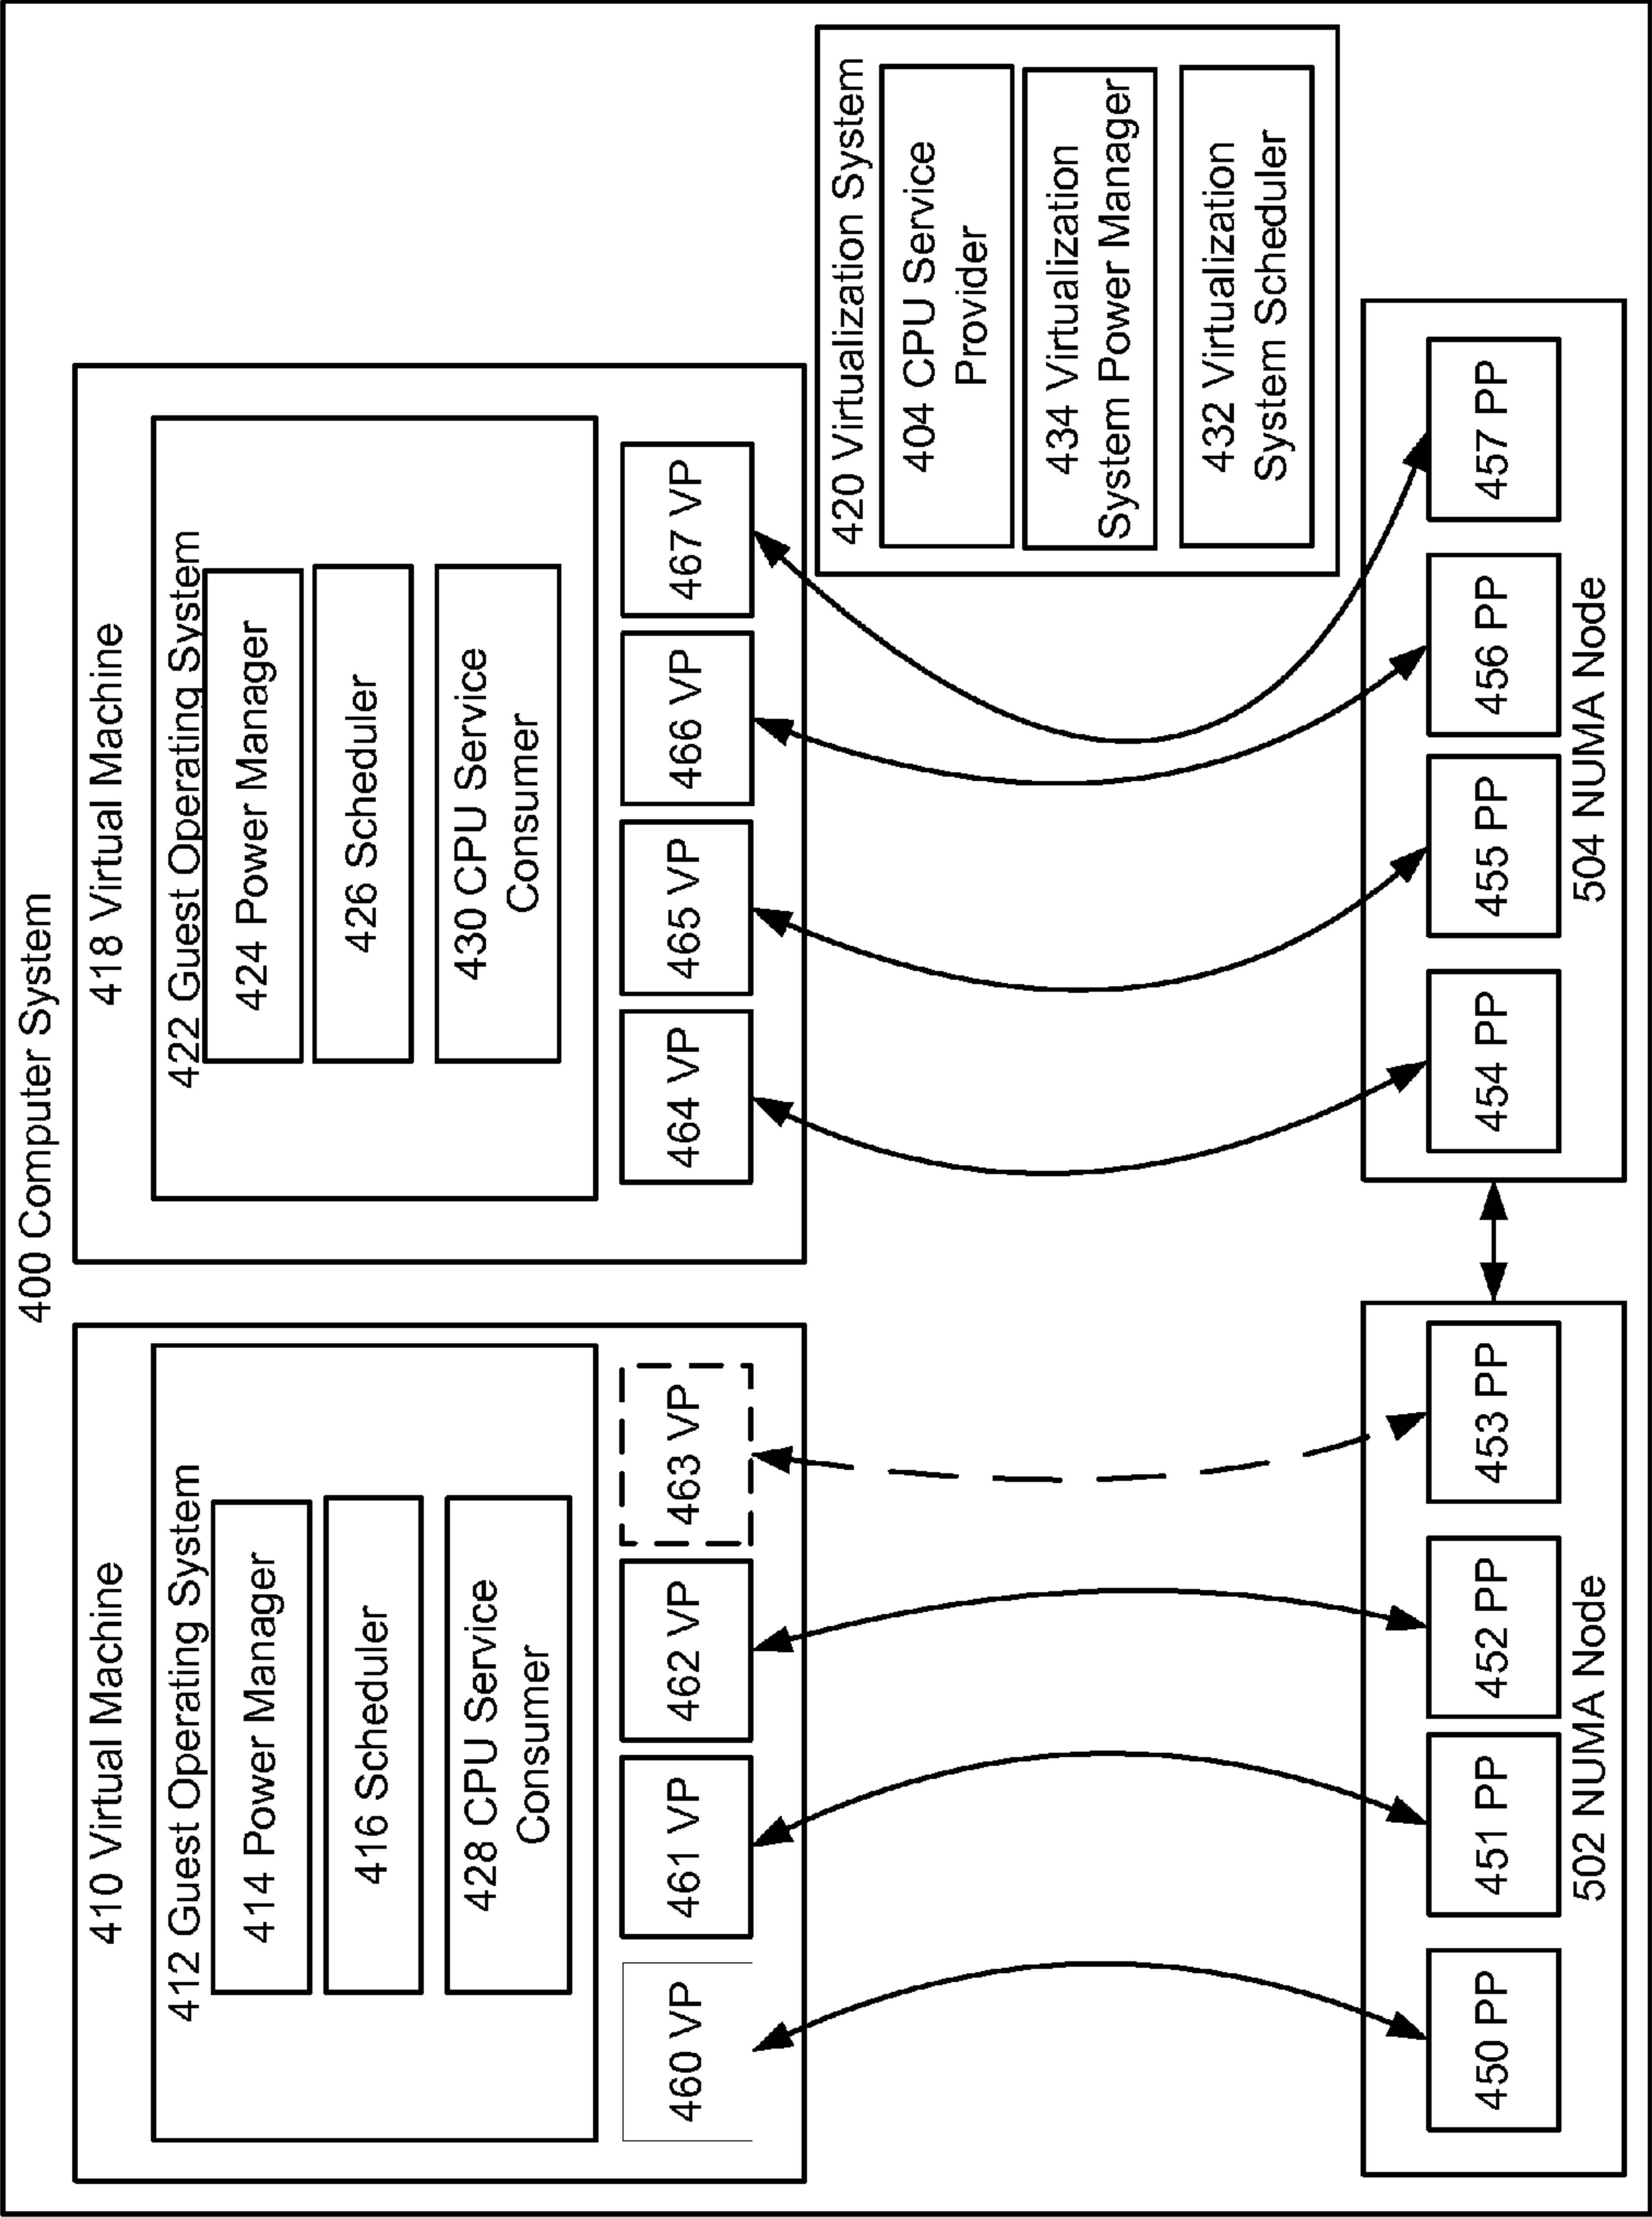 400 Computer System
410 Virtual Machine
412 Guest Operating System
414 Power Manager
416 Scheduler
428 CPU Service
Consumer
460 VP
461 VP
462 VP
463 VP
418 Virtual Machine
422 Guest Operating System
424 Power Manager
426 Scheduler
430 CPU Service
Consumer
464 VP
465 VP
466 VP
467 VP
420 Virtualization System
404 CPU Service
Provider
434 Virtualization
System Power Manager
432 Virtualization
System Scheduler
450 PP
451 PP
452 PP
453 PP
502 NUMA Node
454 PP
455 PP
456 PP
457 PP
504 NUMA Node